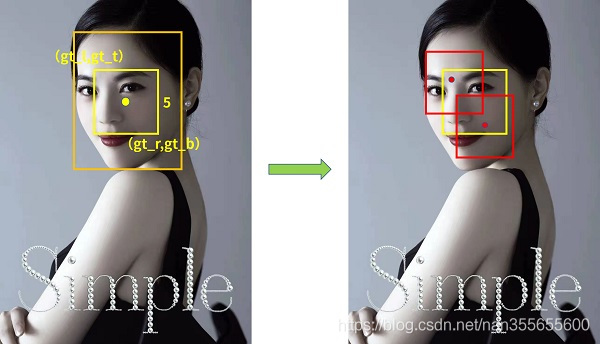 (gt_l,gt_t)
5
(gt_r,gt_b)
Simple
Simple
https://blog.csdn.net/nan355655600